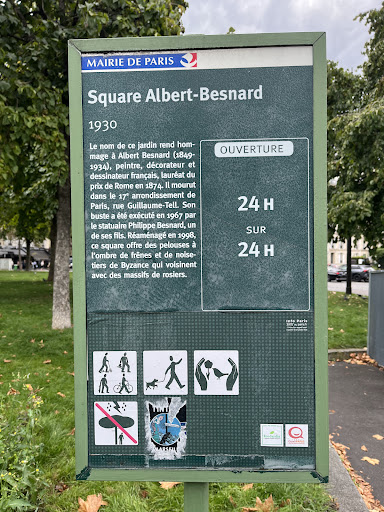 MAIRIE DE PARIS
Square Albert-Besnard
1930
Le nom de ce jardin rend hom-
mage à Albert Besnard (1849-
1934), peintre, décorateur et
dessinateur français, lauréat du
prix de Rome en 1874. Il mourut
dans le 17e arrondissement de
Paris, rue Guillaume-Tell. Son
buste a été exécuté en 1967 par
le statuaire Philippe Besnard, un
de ses fils. Réaménagé en 1998,
ce square offre des pelouses à
l'ombre de frênes et de noise-
tiers de Byzance qui voisinent
avec des massifs de rosiers.
OUVERTURE
24 H
SUR
24 H